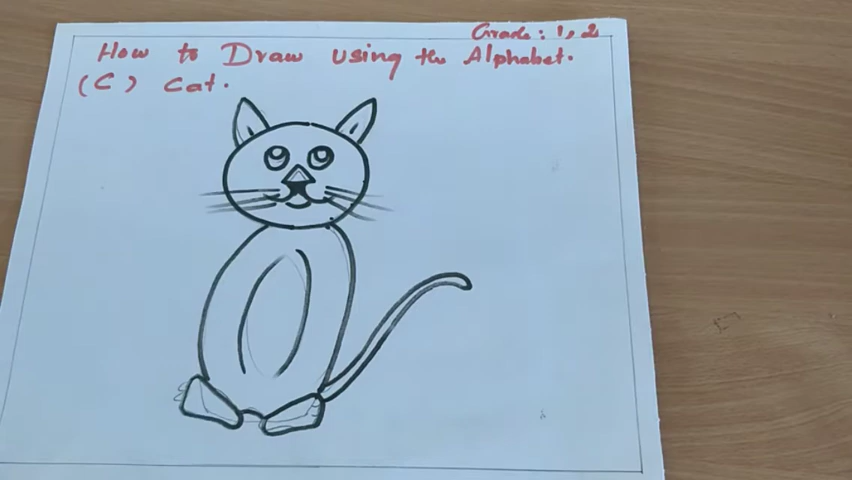 Grade: 1, 2
How to Draw using the Alphabet.
(C) Cat.